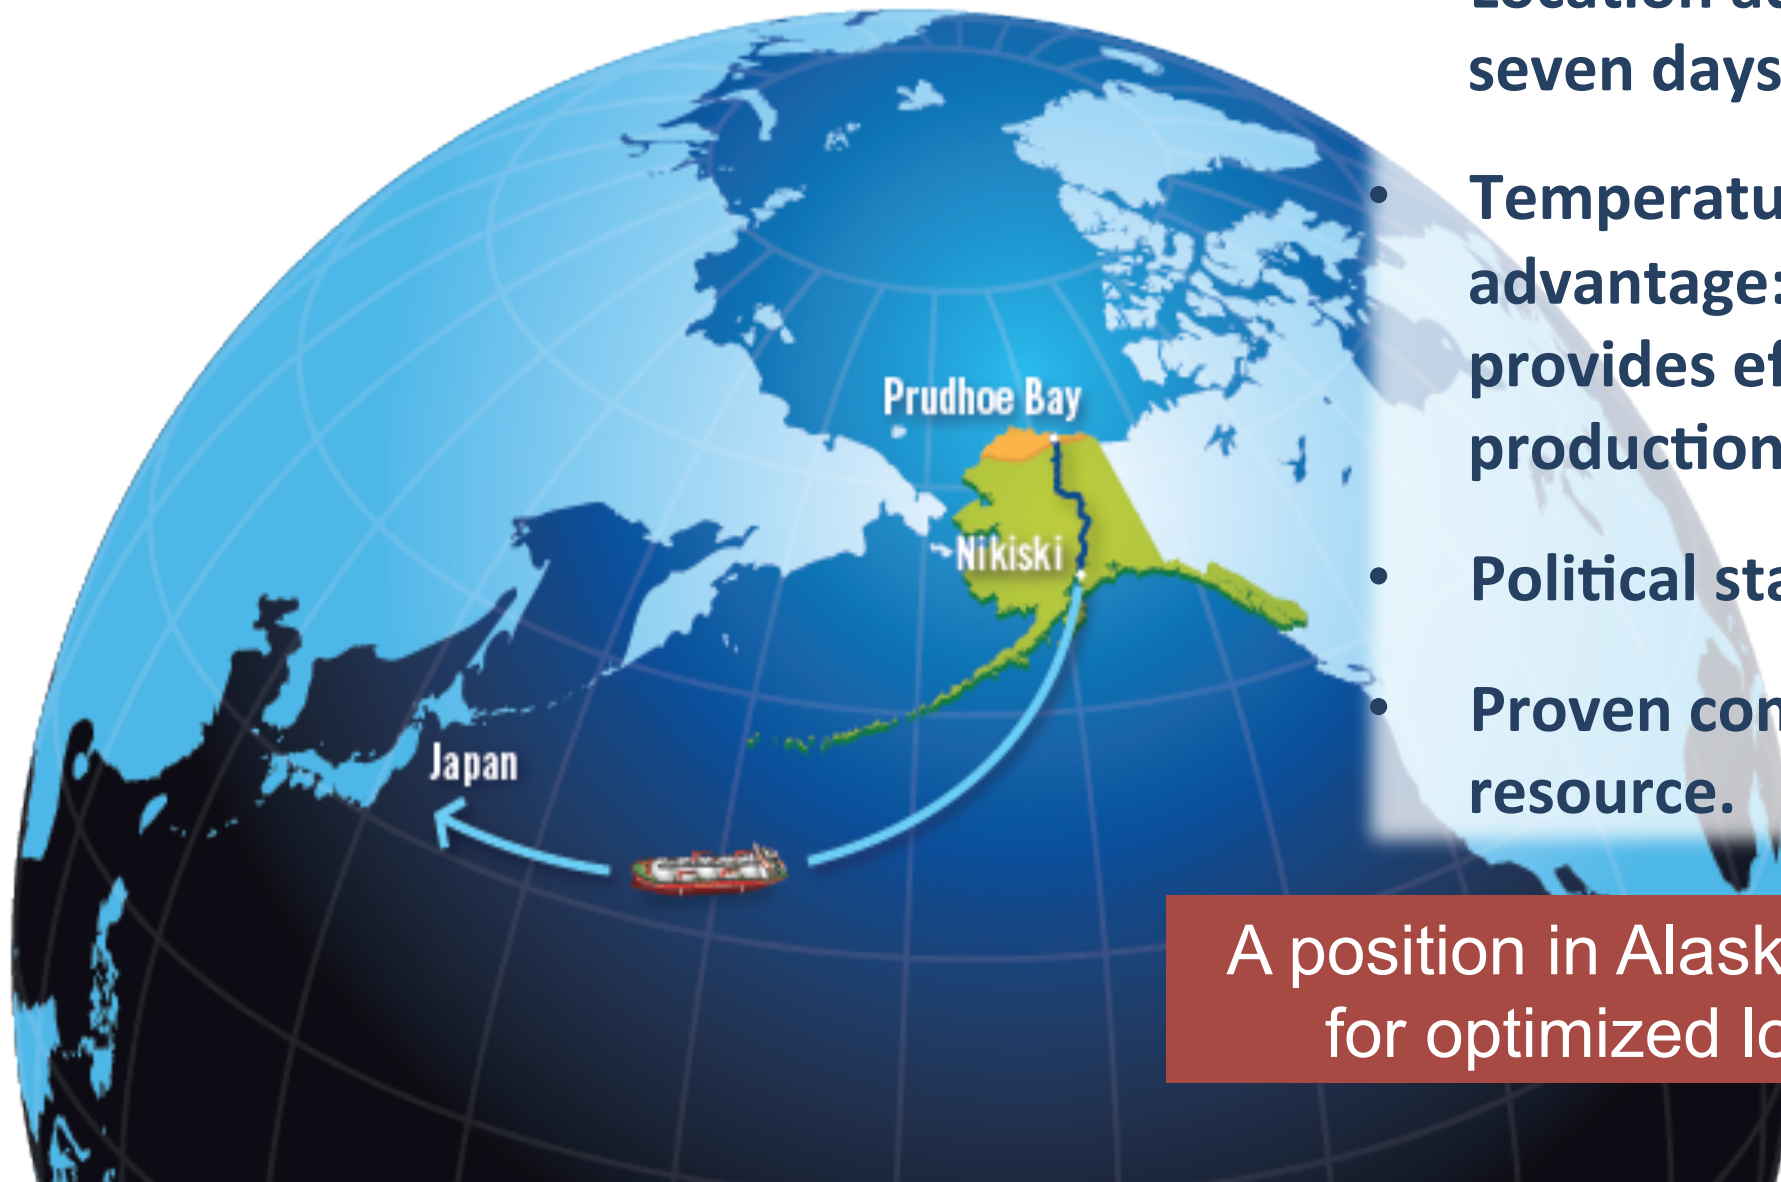 seven days
• Temperatu
advantage:
provides ef
production
• Political sta
• Proven con
resource.
Prudhoe Bay
Nikiski
Japan
A position in Alask
for optimized lo